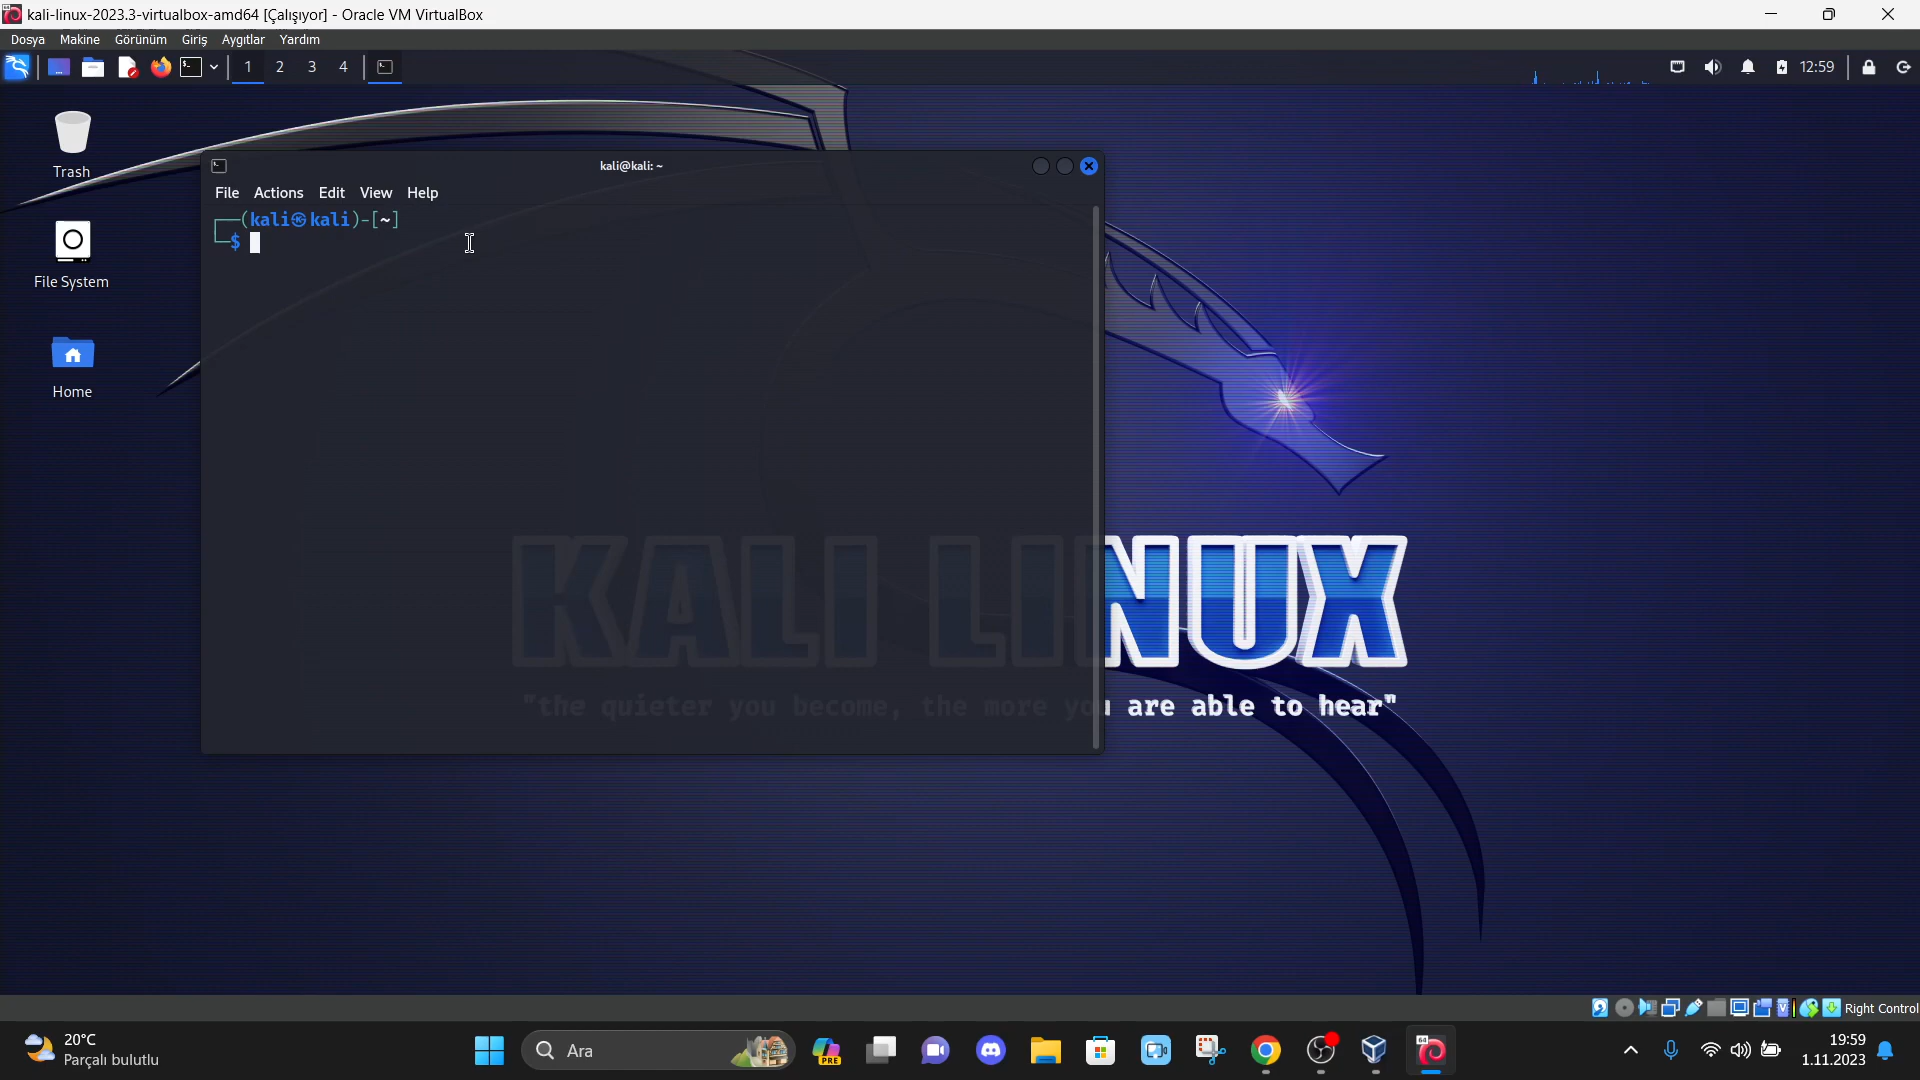 kali-linux-2023.3-virtualbox-amd64 [Çalışıyor] - Oracle VM VirtualBox
Dosya Makine Görünüm Giriş Aygıtlar Yardım
1 2 3 4 12:59
Trash
File System
Home
kali@kali: ~
File Actions Edit View Help
┌──(kali㉿kali)-[~]
└─$
KALI LINUX
"the quieter you become, the more you are able to hear"
Right Control
20°C
Parçalı bulutlu
Ara
PRE
64
19:59
1.11.2023